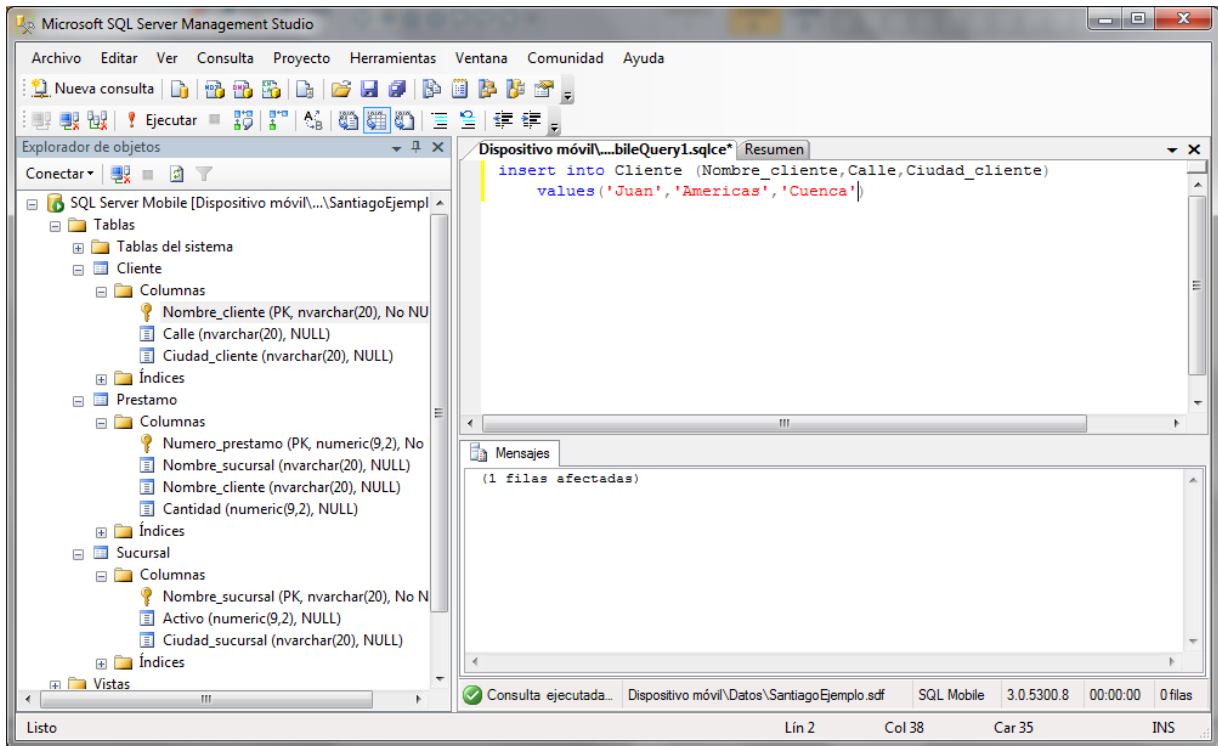 Microsoft SQL Server Management Studio
Archivo Editar Ver Consulta Proyecto Herramientas Ventana Comunidad Ayuda
Nueva consulta
Ejecutar
Explorador de objetos
Conectar
SQL Server Mobile [Dispositivo móvil\...\SantiagoEjempl
Tablas
Tablas del sistema
Cliente
Columnas
Nombre_cliente (PK, nvarchar(20), No NU
Calle (nvarchar(20), NULL)
Ciudad_cliente (nvarchar(20), NULL)
Índices
Prestamo
Columnas
Numero_prestamo (PK, numeric(9,2), No
Nombre_sucursal (nvarchar(20), NULL)
Nombre_cliente (nvarchar(20), NULL)
Cantidad (numeric(9,2), NULL)
Índices
Sucursal
Columnas
Nombre_sucursal (PK, nvarchar(20), No N
Activo (numeric(9,2), NULL)
Ciudad_sucursal (nvarchar(20), NULL)
Índices
Vistas
Dispositivo móvil\....bileQuery1.sqlce* Resumen
insert into Cliente (Nombre_cliente,Calle,Ciudad_cliente)
values('Juan','Americas','Cuenca')
Mensajes
(1 filas afectadas)
Consulta ejecutada... Dispositivo móvil\Datos\SantiagoEjemplo.sdf SQL Mobile 3.0.5300.8 00:00:00 0 filas
Listo Lín 2 Col 38 Car 35 INS